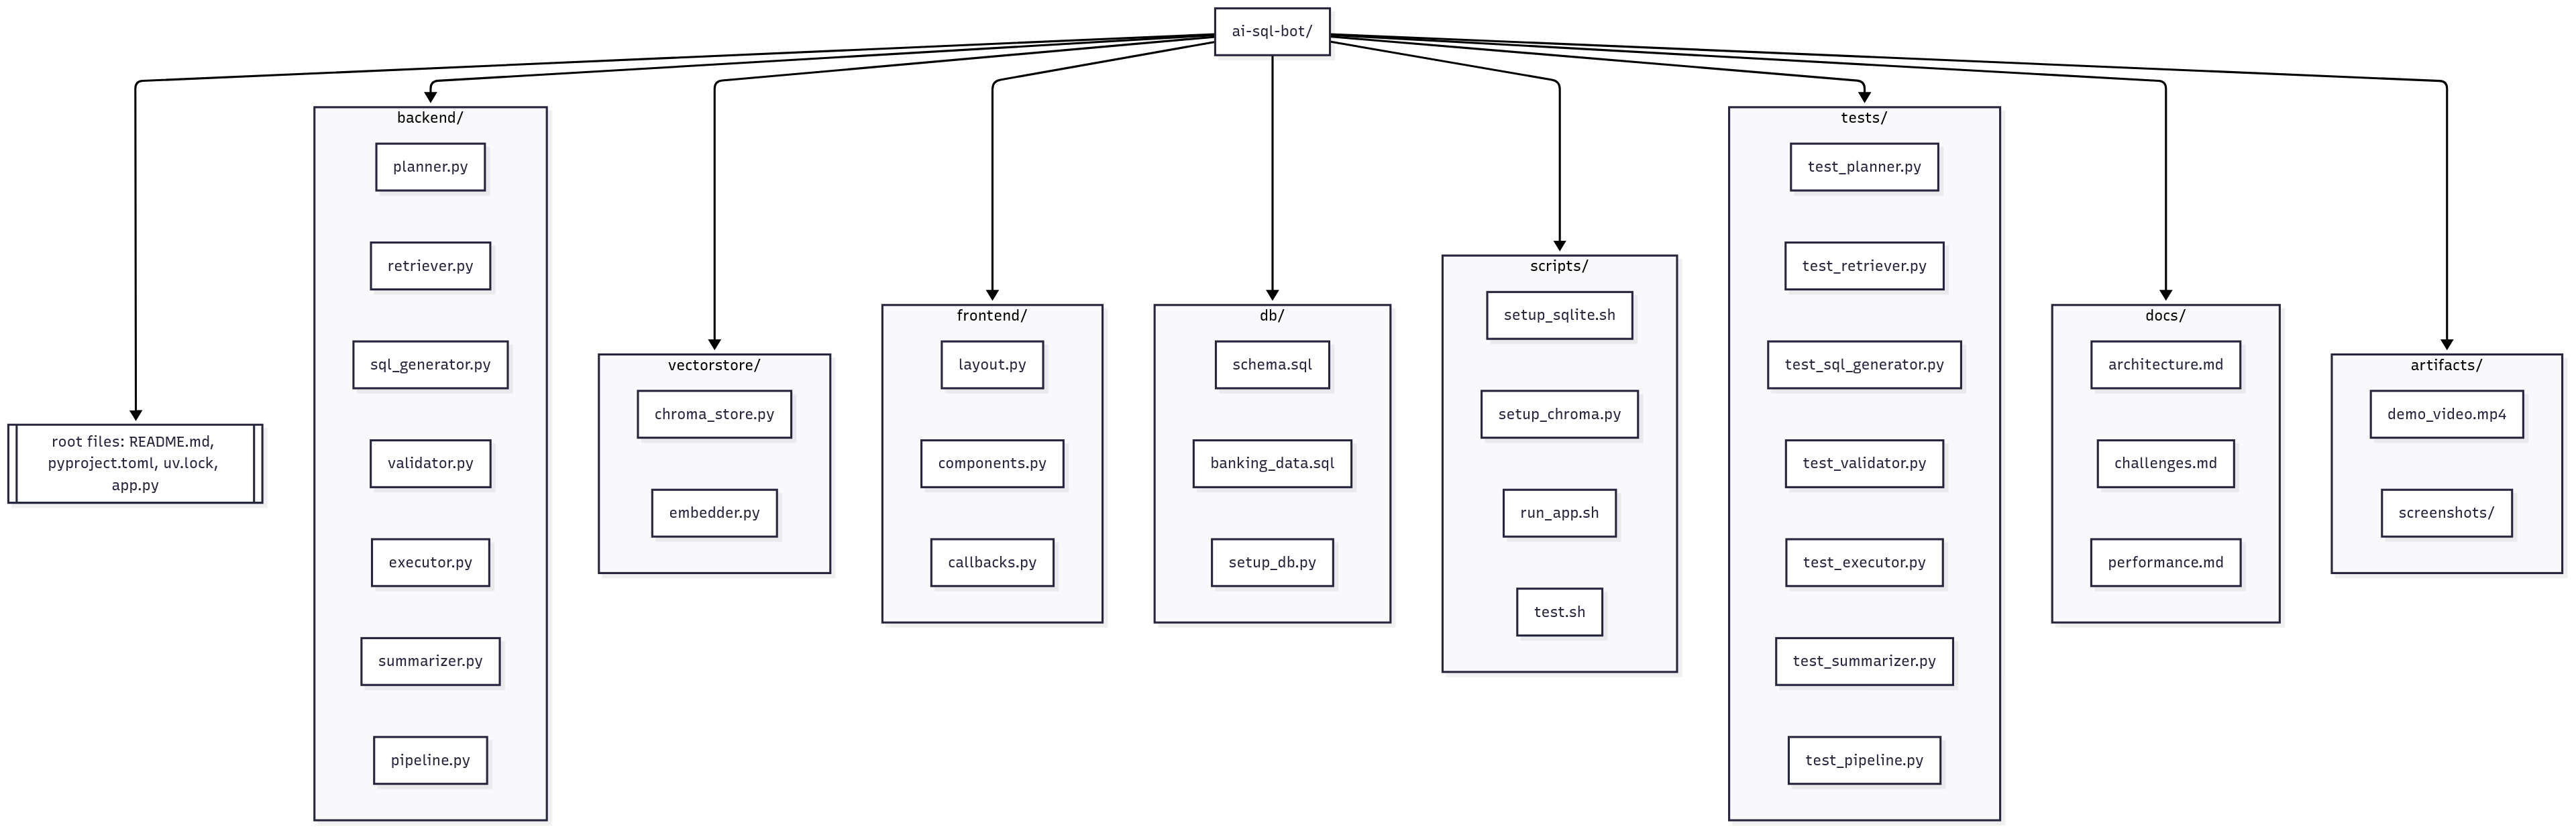 ai-sql-bot/
root files: README.md,
pyproject.toml, uv.lock,
app.py
backend/
planner.py
retriever.py
sql_generator.py
validator.py
executor.py
summarizer.py
pipeline.py
vectorstore/
chroma_store.py
embedder.py
frontend/
layout.py
components.py
callbacks.py
db/
schema.sql
banking_data.sql
setup_db.py
scripts/
setup_sqlite.sh
setup_chroma.py
run_app.sh
test.sh
tests/
test_planner.py
test_retriever.py
test_sql_generator.py
test_validator.py
test_executor.py
test_summarizer.py
test_pipeline.py
docs/
architecture.md
challenges.md
performance.md
artifacts/
demo_video.mp4
screenshots/